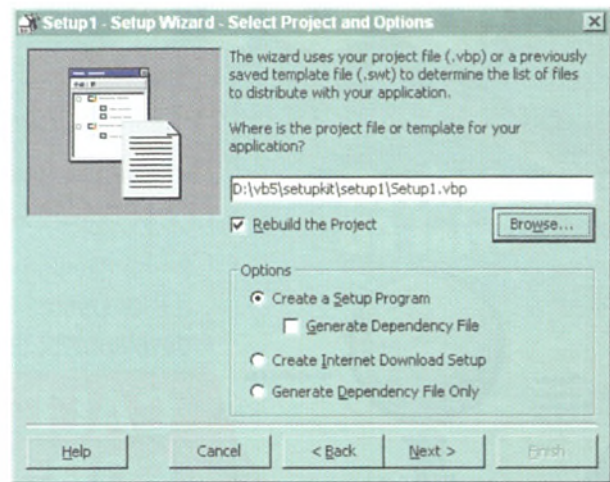 Setup1 - Setup Wizard - Select Project and Options
The wizard uses your project file (.vbp) or a previously
saved template file (.swt) to determine the list of files
to distribute with your application.
Where is the project file or template for your
application?
D:\vb5\setupkit\setup1\Setup1.vbp
Rebuild the Project
Browse...
Options
Create a Setup Program
Generate Dependency File
Create Internet Download Setup
Generate Dependency File Only
Help
Cancel
< Back
Next >
Finish